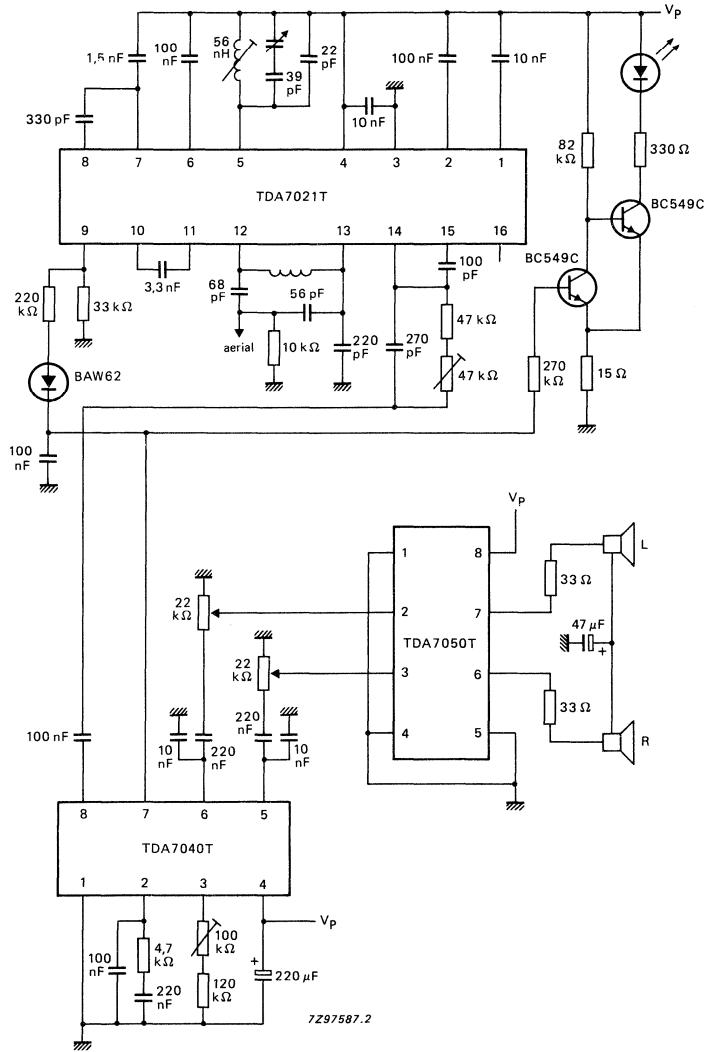 VP
1,5 nF
100 nF
56 nH
22 pF
39 pF
100 nF
10 nF
330 pF
10 nF
82 kΩ
330 Ω
8 7 6 5 4 3 2 1
TDA7021T
9 10 11 12 13 14 15 16
BC549C
BC549C
3,3 nF
68 pF
56 pF
100 pF
220 kΩ
33 kΩ
aerial
10 kΩ
220 pF
270 pF
47 kΩ
47 kΩ
270 kΩ
15 Ω
BAW62
100 nF
VP
1 8
L
33 Ω
22 kΩ
2 7
TDA7050T
47 µF
+
22 kΩ
3 6
33 Ω
220 nF
100 nF
10 nF
220 nF
10 nF
4 5
R
8 7 6 5
TDA7040T
1 2 3 4
VP
100 nF
4,7 kΩ
100 kΩ
+
220 nF
120 kΩ
220 µF
7Z97587.2